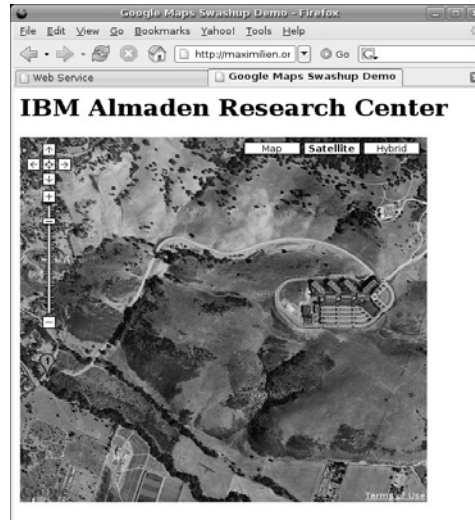 Google Maps Swashup Demo - Firefox
File Edit View Go Bookmarks Yahoo! Tools Help
http://maximilien.or Go G
Web Service Google Maps Swashup Demo
IBM Almaden Research Center
Map Satellite Hybrid
Terms of Use